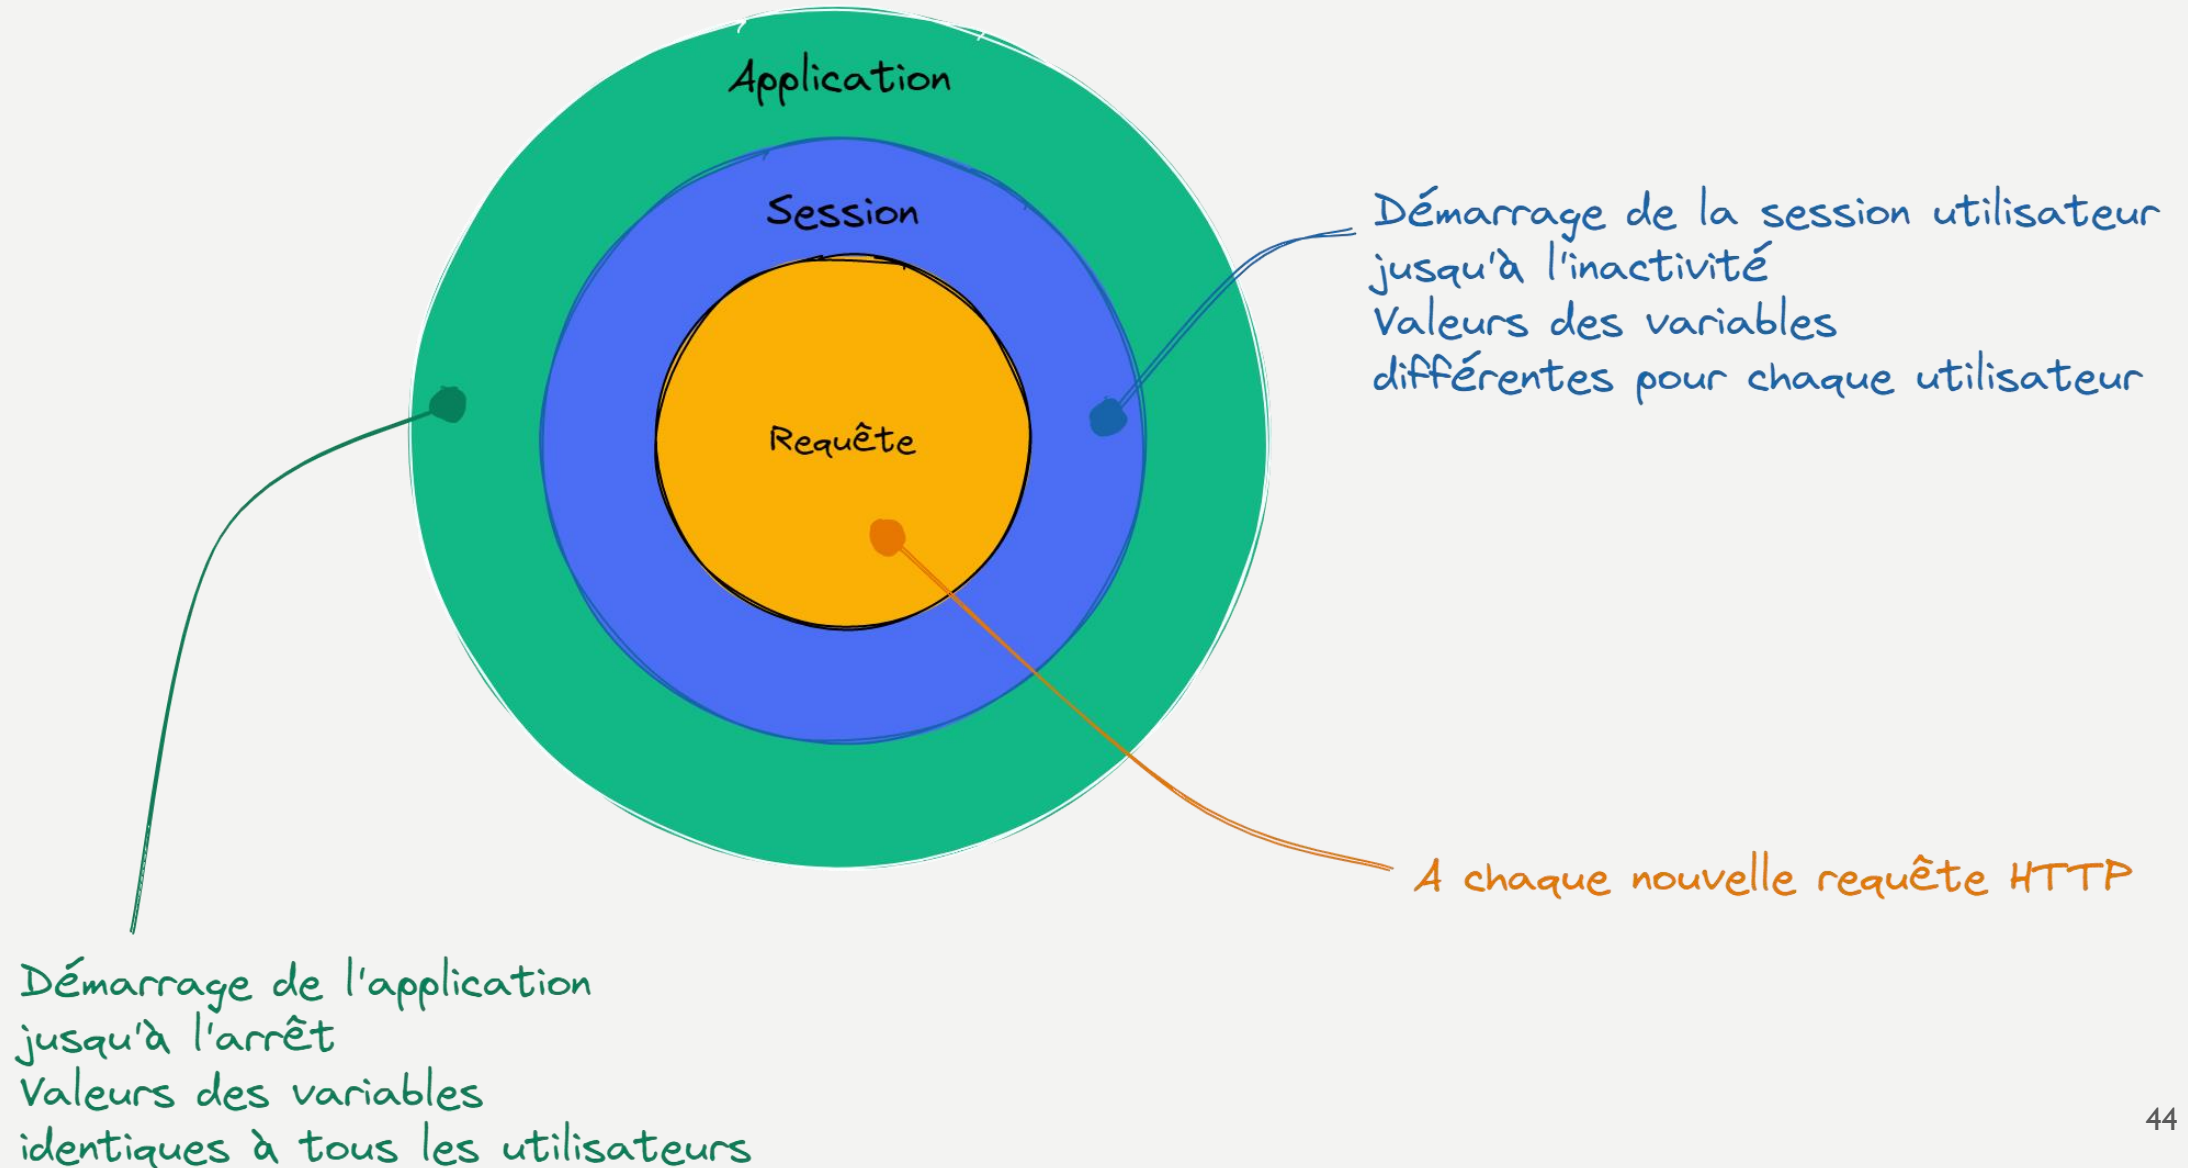 Application
Session
Requête
Démarrage de la session utilisateur
jusqu'à l'inactivité
Valeurs des variables
différentes pour chaque utilisateur
A chaque nouvelle requête HTTP
Démarrage de l'application
jusqu'à l'arrêt
Valeurs des variables
identiques à tous les utilisateurs
44